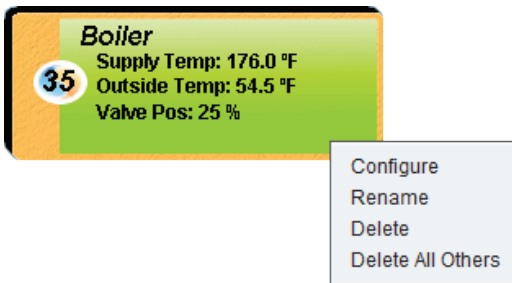 Boiler
Supply Temp: 176.0 °F
35
Outside Temp: 54.5 °F
Valve Pos: 25 %
Configure
Rename
Delete
Delete All Others